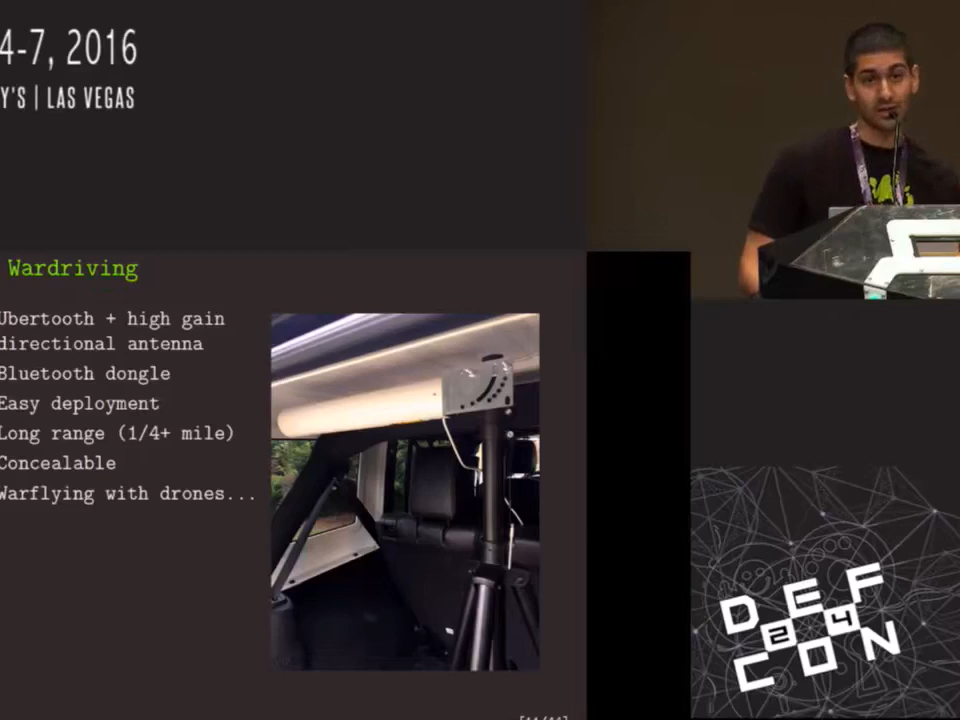 4-7, 2016
Y'S | LAS VEGAS
Wardriving
Ubertooth + high gain
directional antenna
Bluetooth dongle
Easy deployment
Long range (1/4+ mile)
Concealable
Warflying with drones...
DEF
24
CON